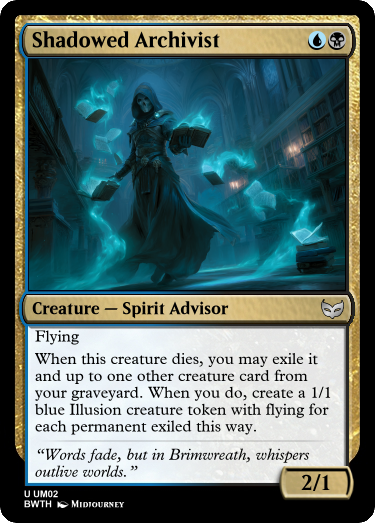 Shadowed Archivist
Creature — Spirit Advisor
Flying
When this creature dies, you may exile it
and up to one other creature card from
your graveyard. When you do, create a 1/1
blue Illusion creature token with flying for
each permanent exiled this way.
“Words fade, but in Brimwreath, whispers
outlive worlds.”
2/1
U UM02
BWTH Midjourney